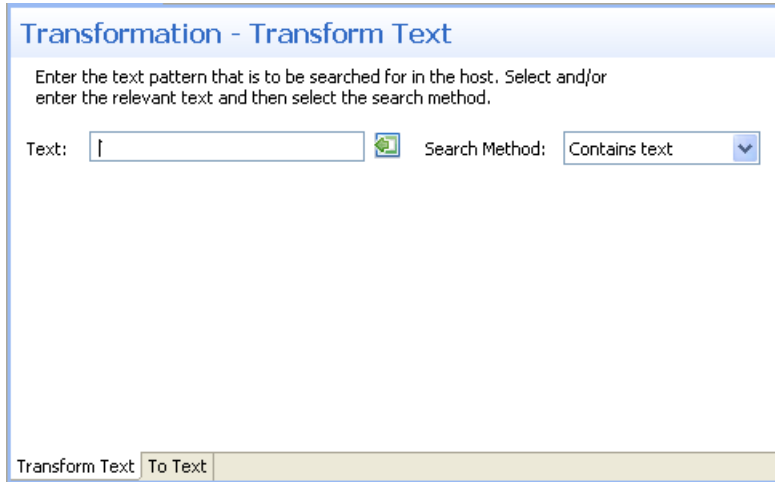 Transformation - Transform Text
Enter the text pattern that is to be searched for in the host. Select and/or
enter the relevant text and then select the search method.
Text: Search Method: Contains text
Transform Text To Text